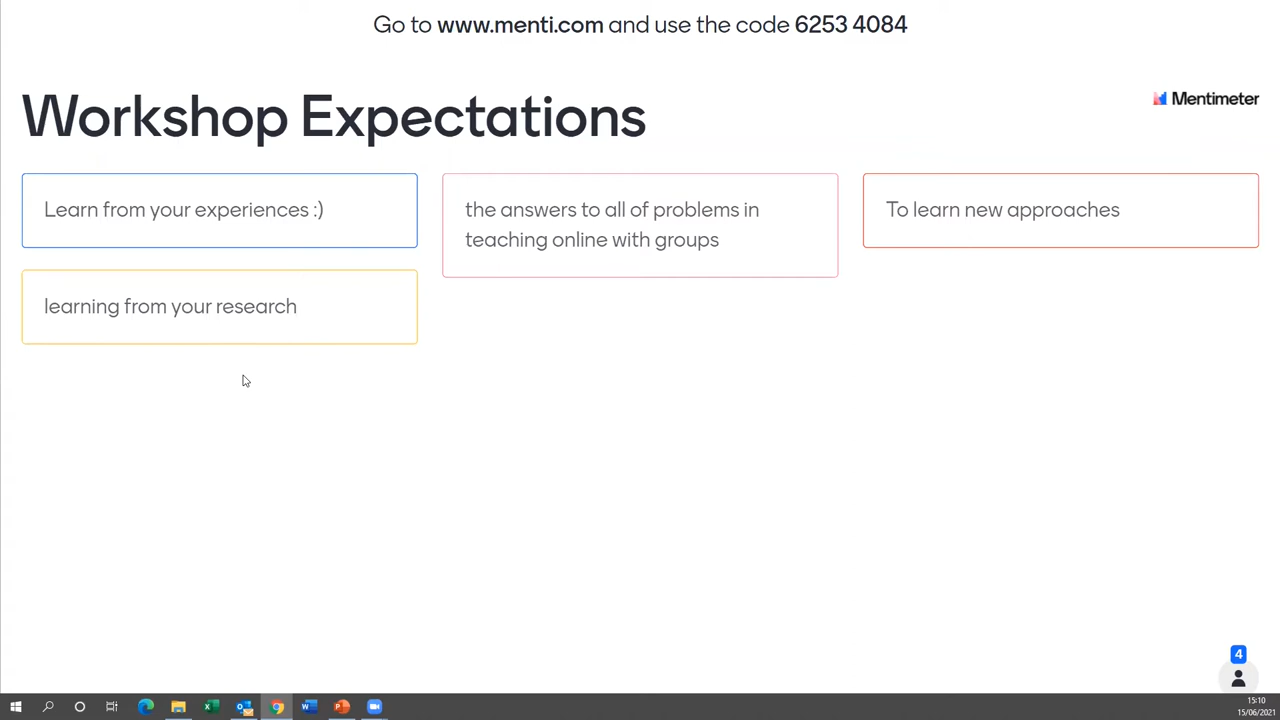 Go to www.menti.com and use the code 6253 4084
Workshop Expectations
Mentimeter
Learn from your experiences :)
the answers to all of problems in
teaching online with groups
To learn new approaches
learning from your research
4
15:10
15/06/2021